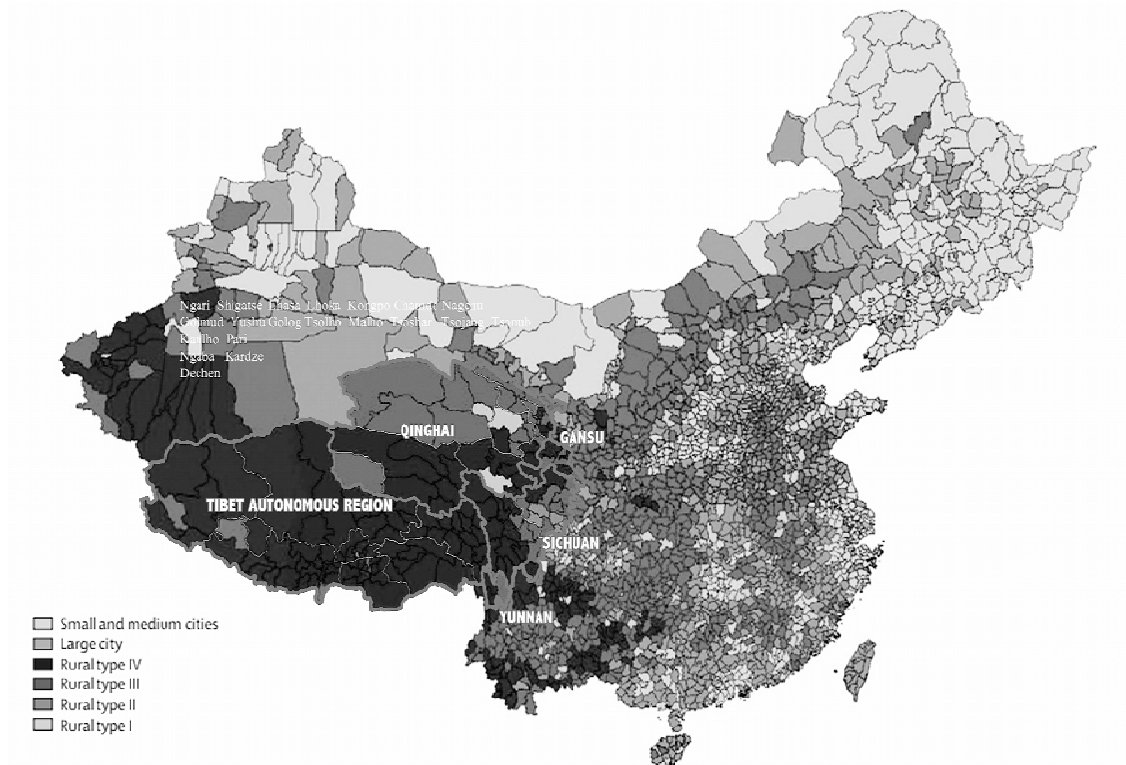 Ngari Shigatse Lhasa Lhoka Kongpo Chamdo Nagchu
Golmud Yushu Golog Tsolho Malho Tsoshar Tsojang Tsonub
Kanlho Pari
Ngaba Kardze
Dechen
QINGHAI
GANSU
TIBET AUTONOMOUS REGION
SICHUAN
YUNNAN
Small and medium cities
Large city
Rural type IV
Rural type III
Rural type II
Rural type I